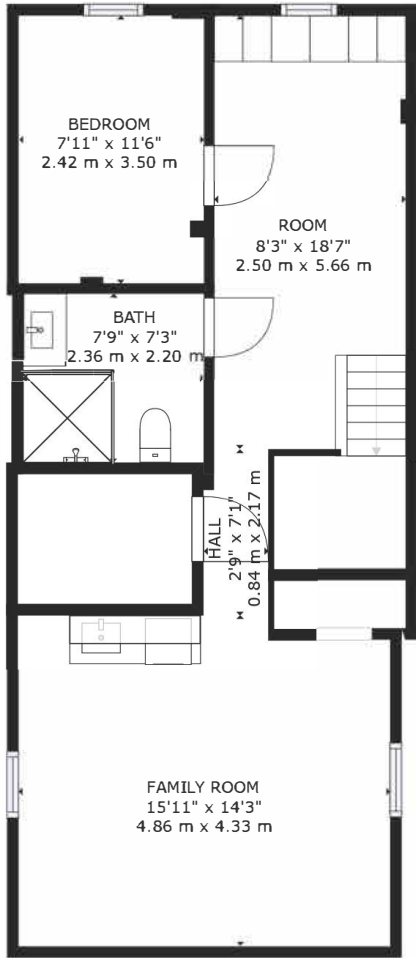 BEDROOM
7'11" x 11'6"
2.42 m x 3.50 m
ROOM
8'3" x 18'7"
2.50 m x 5.66 m
BATH
7'9" x 7'3"
2.36 m x 2.20 m
HALL
2'9" x 7'1"
0.84 m x 2.17 m
FAMILY ROOM
15'11" x 14'3"
4.86 m x 4.33 m